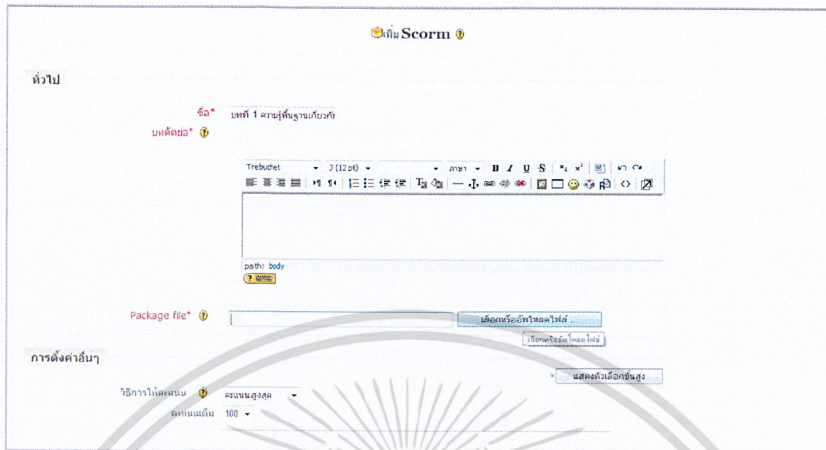 เพิ่ม Scorm
ทั่วไป
ชื่อ* บทที่ 1 ความรู้พื้นฐานเกี่ยวกับ
บทคัดย่อ*
Trebuchet 3 (12 pt) ภาษา B I U S x₂ x²
path: body
Package file* เลือกหรืออัพโหลดไฟล์ ...
เลือกหรืออัพโหลดไฟล์
การตั้งค่าอื่นๆ
แสดงตัวเลือกขั้นสูง
วิธีการให้คะแนน คะแนนสูงสุด
คะแนนเต็ม 100